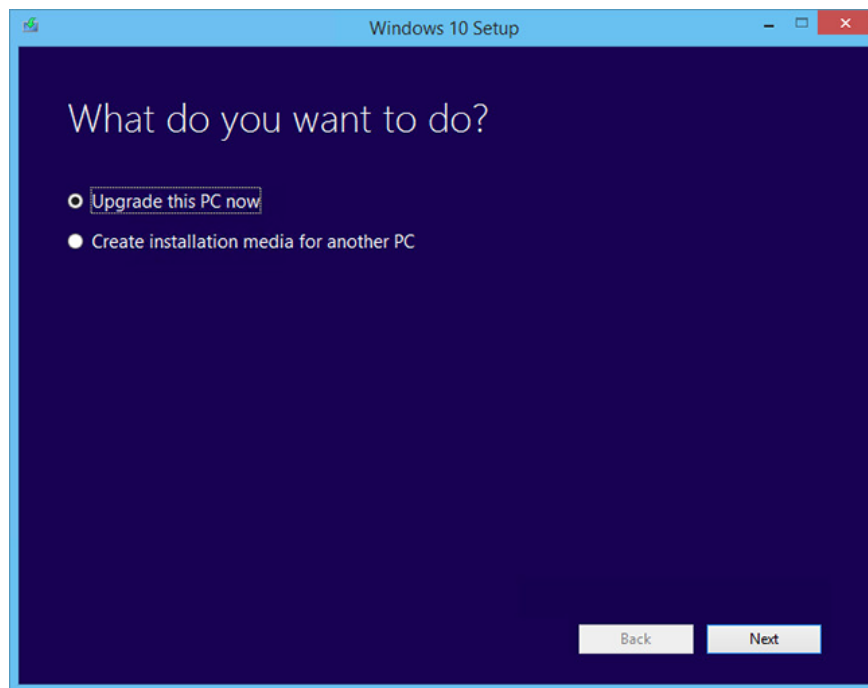 Windows 10 Setup
What do you want to do?
Upgrade this PC now
Create installation media for another PC
Back
Next